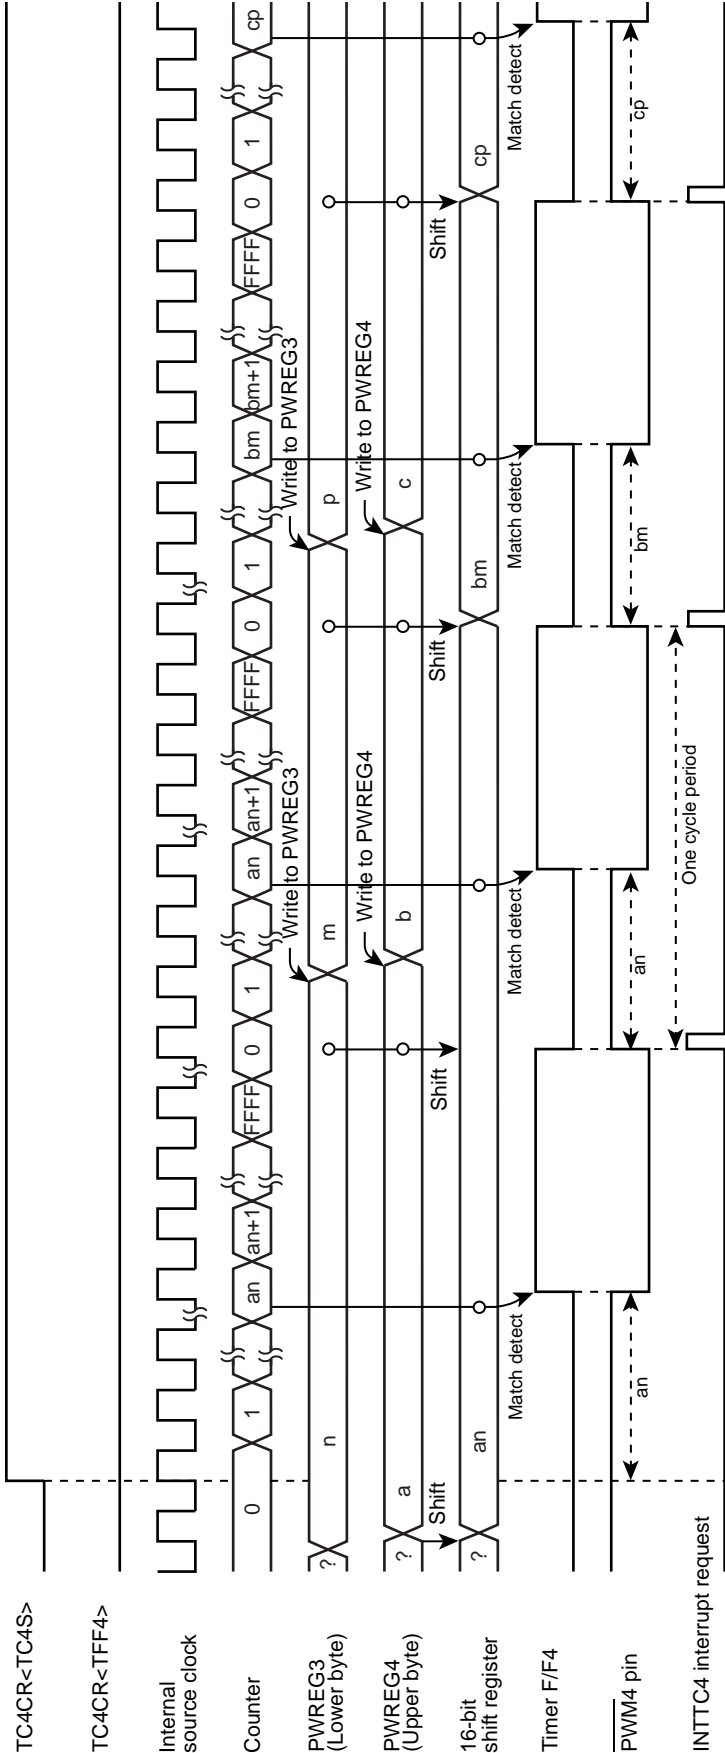 TC4CR<TC4S>
TC4CR<TFF4>
Internal
source clock
Counter
0
1
an
an+1
FFFF
0
1
an
an+1
FFFF
0
1
bm
bm+1
FFFF
0
1
cp
Write to PWREG3
Write to PWREG3
PWREG3
(Lower byte)
?
n
m
p
Write to PWREG4
Write to PWREG4
PWREG4
(Upper byte)
?
a
b
c
Shift
Shift
Shift
Shift
16-bit
shift register
?
an
bm
cp
Match detect
Match detect
Match detect
Match detect
Timer F/F4
PWM4 pin
an
an
bm
cp
One cycle period
INTTC4 interrupt request